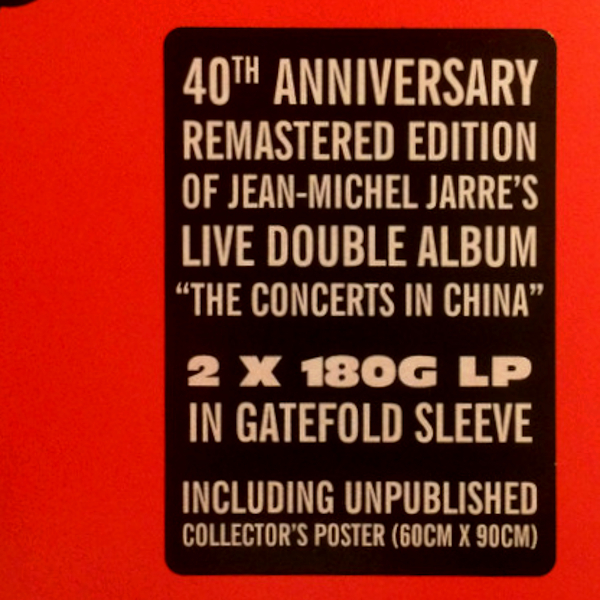 40TH ANNIVERSARY
REMASTERED EDITION
OF JEAN-MICHEL JARRE'S
LIVE DOUBLE ALBUM
"THE CONCERTS IN CHINA"
2 X 180G LP
IN GATEFOLD SLEEVE
INCLUDING UNPUBLISHED
COLLECTOR'S POSTER (60CM X 90CM)